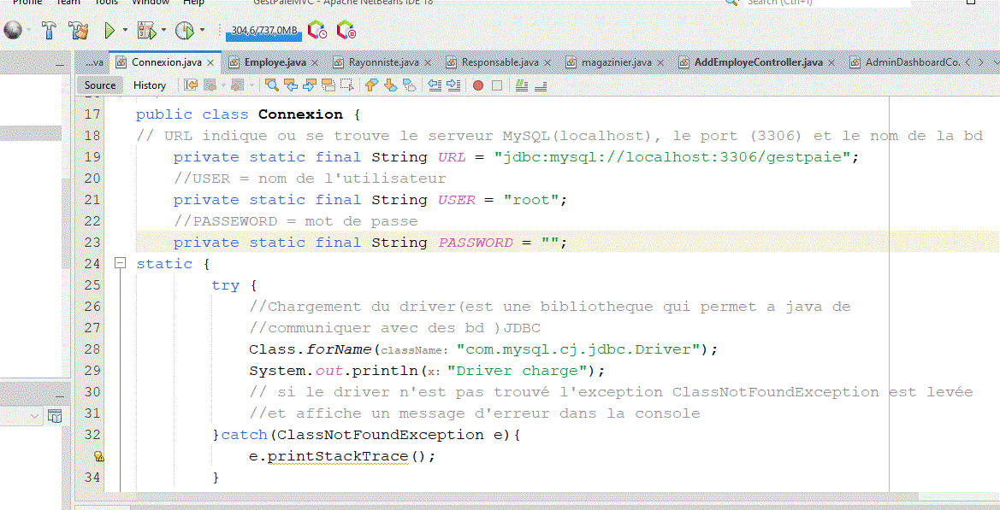 Profile Team Tools Window Help GestPaieMVC - Apache NetBeans IDE 18 Search (Ctrl+I)
304,6/737,0MB
...va Connexion.java Employe.java Rayonniste.java Responsable.java magazinier.java AddEmployeController.java AdminDashboardCo.
Source History
17 public class Connexion {
18 // URL indique ou se trouve le serveur MySQL(localhost), le port (3306) et le nom de la bd
19 private static final String URL = "jdbc:mysql://localhost:3306/gestpaie";
20 //USER = nom de l'utilisateur
21 private static final String USER = "root";
22 //PASSEWORD = mot de passe
23 private static final String PASSWORD = "";
24 static {
25 try {
26 //Chargement du driver(est une bibliotheque qui permet a java de
27 //communiquer avec des bd )JDBC
28 Class.forName(className: "com.mysql.cj.jdbc.Driver");
29 System.out.println(x: "Driver charge");
30 // si le driver n'est pas trouvé l'exception ClassNotFoundException est levée
31 //et affiche un message d'erreur dans la console
32 }catch(ClassNotFoundException e){
e.printStackTrace();
34 }